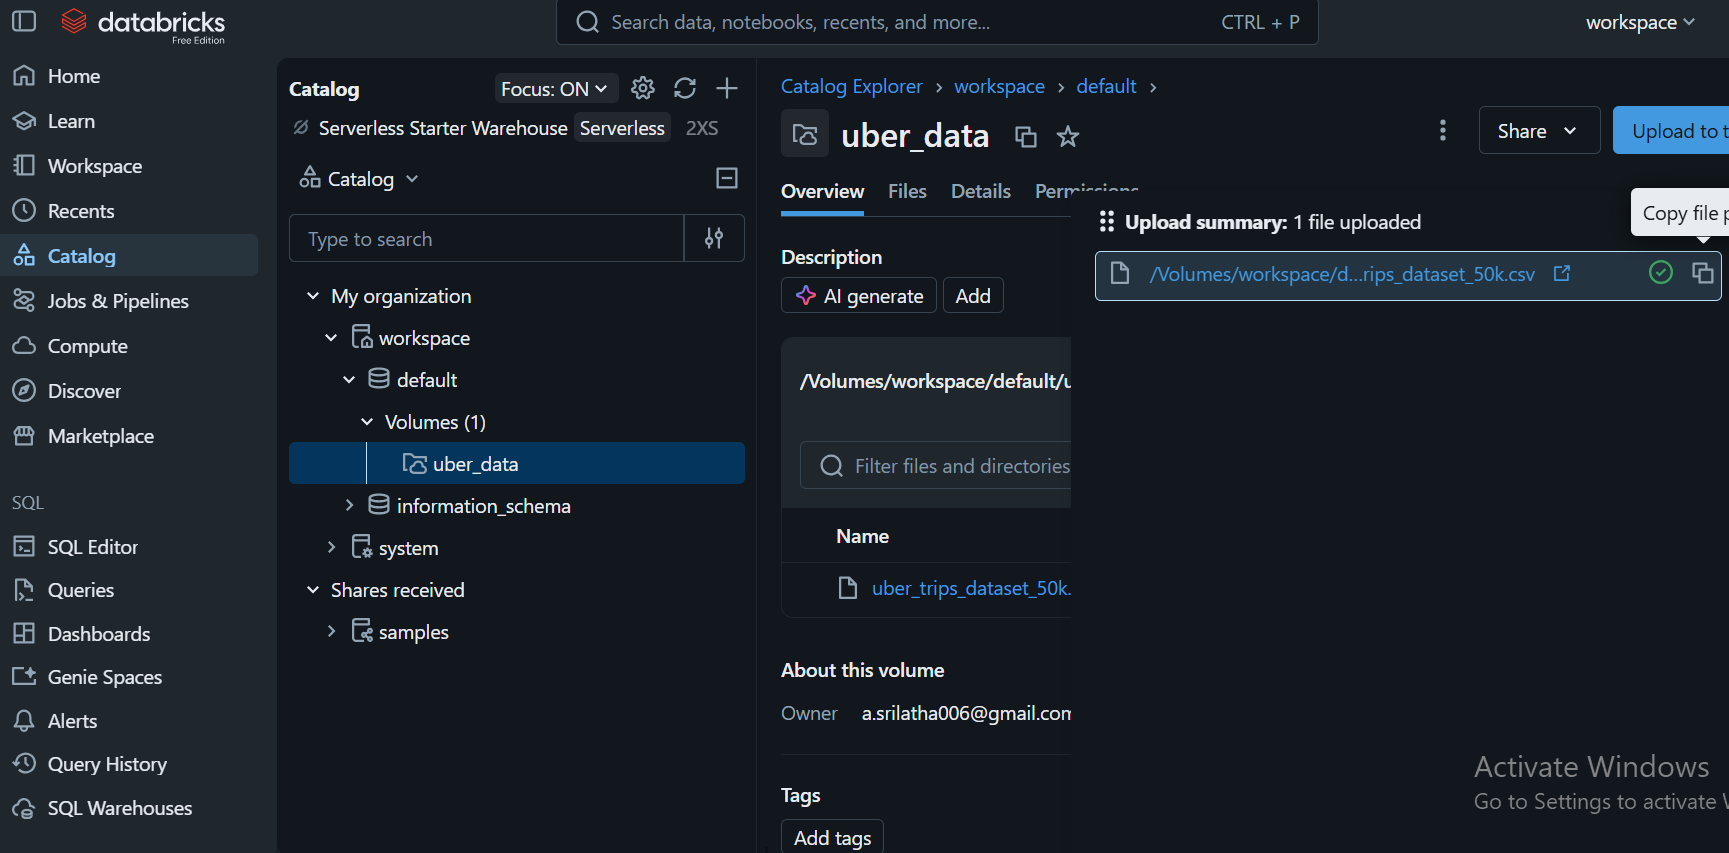 databricks
Free Edition
Search data, notebooks, recents, and more...
CTRL + P
workspace
Home
Learn
Workspace
Recents
Catalog
Jobs & Pipelines
Compute
Discover
Marketplace
SQL
SQL Editor
Queries
Dashboards
Genie Spaces
Alerts
Query History
SQL Warehouses
Catalog
Focus: ON
Serverless Starter Warehouse Serverless 2XS
Catalog
Type to search
My organization
workspace
default
Volumes (1)
uber_data
information_schema
system
Shares received
samples
Catalog Explorer > workspace > default >
uber_data
Share
Upload to t
Overview Files Details Permissions
Description
AI generate
Add
/Volumes/workspace/default/u
Filter files and directories
Name
uber_trips_dataset_50k.
About this volume
Owner a.srilatha006@gmail.com
Tags
Add tags
Upload summary: 1 file uploaded
Copy file p
/Volumes/workspace/d...rips_dataset_50k.csv
Activate Windows
Go to Settings to activate W